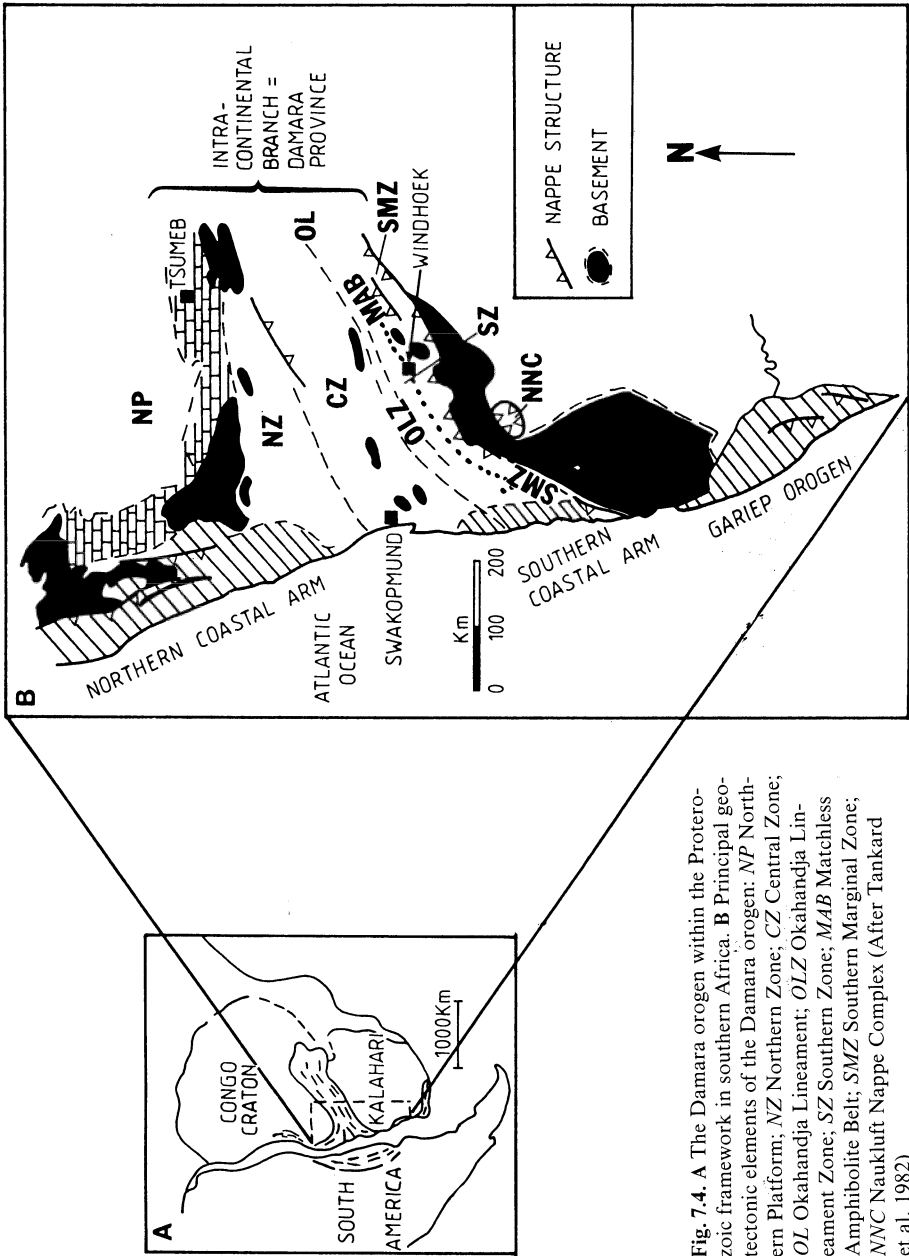 A
CONGO
CRATON
KALAHARI
SOUTH
AMERICA
1000Km
B
NP
TSUMEB
INTRA-
CONTINENTAL
BRANCH =
DAMARA
PROVINCE
NZ
CZ
OL
OLZ
MAB
SMZ
WINDHOEK
SZ
NNC
SMZ
NORTHERN COASTAL ARM
ATLANTIC
OCEAN
SWAKOPMUND
Km
0 100 200
SOUTHERN
COASTAL ARM
GARIEP OROGEN
N
NAPPE STRUCTURE
BASEMENT
Fig. 7.4. A The Damara orogen within the Protero-
zoic framework in southern Africa. B Principal geo-
tectonic elements of the Damara orogen: NP North-
ern Platform; NZ Northern Zone; CZ Central Zone;
OL Okahandja Lineament; OLZ Okahandja Lin-
eament Zone; SZ Southern Zone; MAB Matchless
Amphibolite Belt; SMZ Southern Marginal Zone;
NNC Naukluft Nappe Complex (After Tankard
et al. 1982)